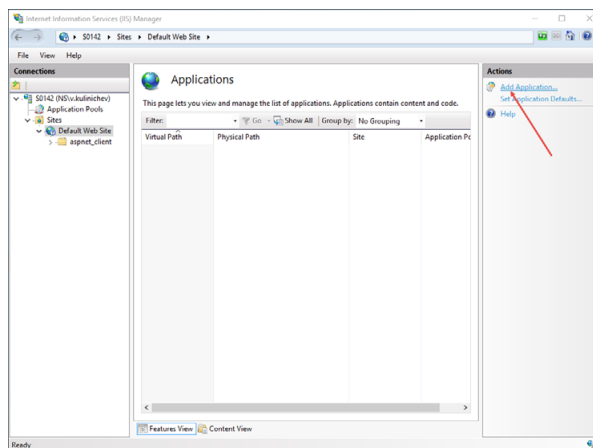 Internet Information Services (IIS) Manager
S0142 Sites Default Web Site
File View Help
Connections
S0142 (NS\v.kulinichev)
Application Pools
Sites
Default Web Site
aspnet_client
Applications
This page lets you view and manage the list of applications. Applications contain content and code.
Filter: Go Show All Group by: No Grouping
Virtual Path Physical Path Site Application Po
Features View Content View
Actions
Add Application...
Set Application Defaults...
Help
Ready